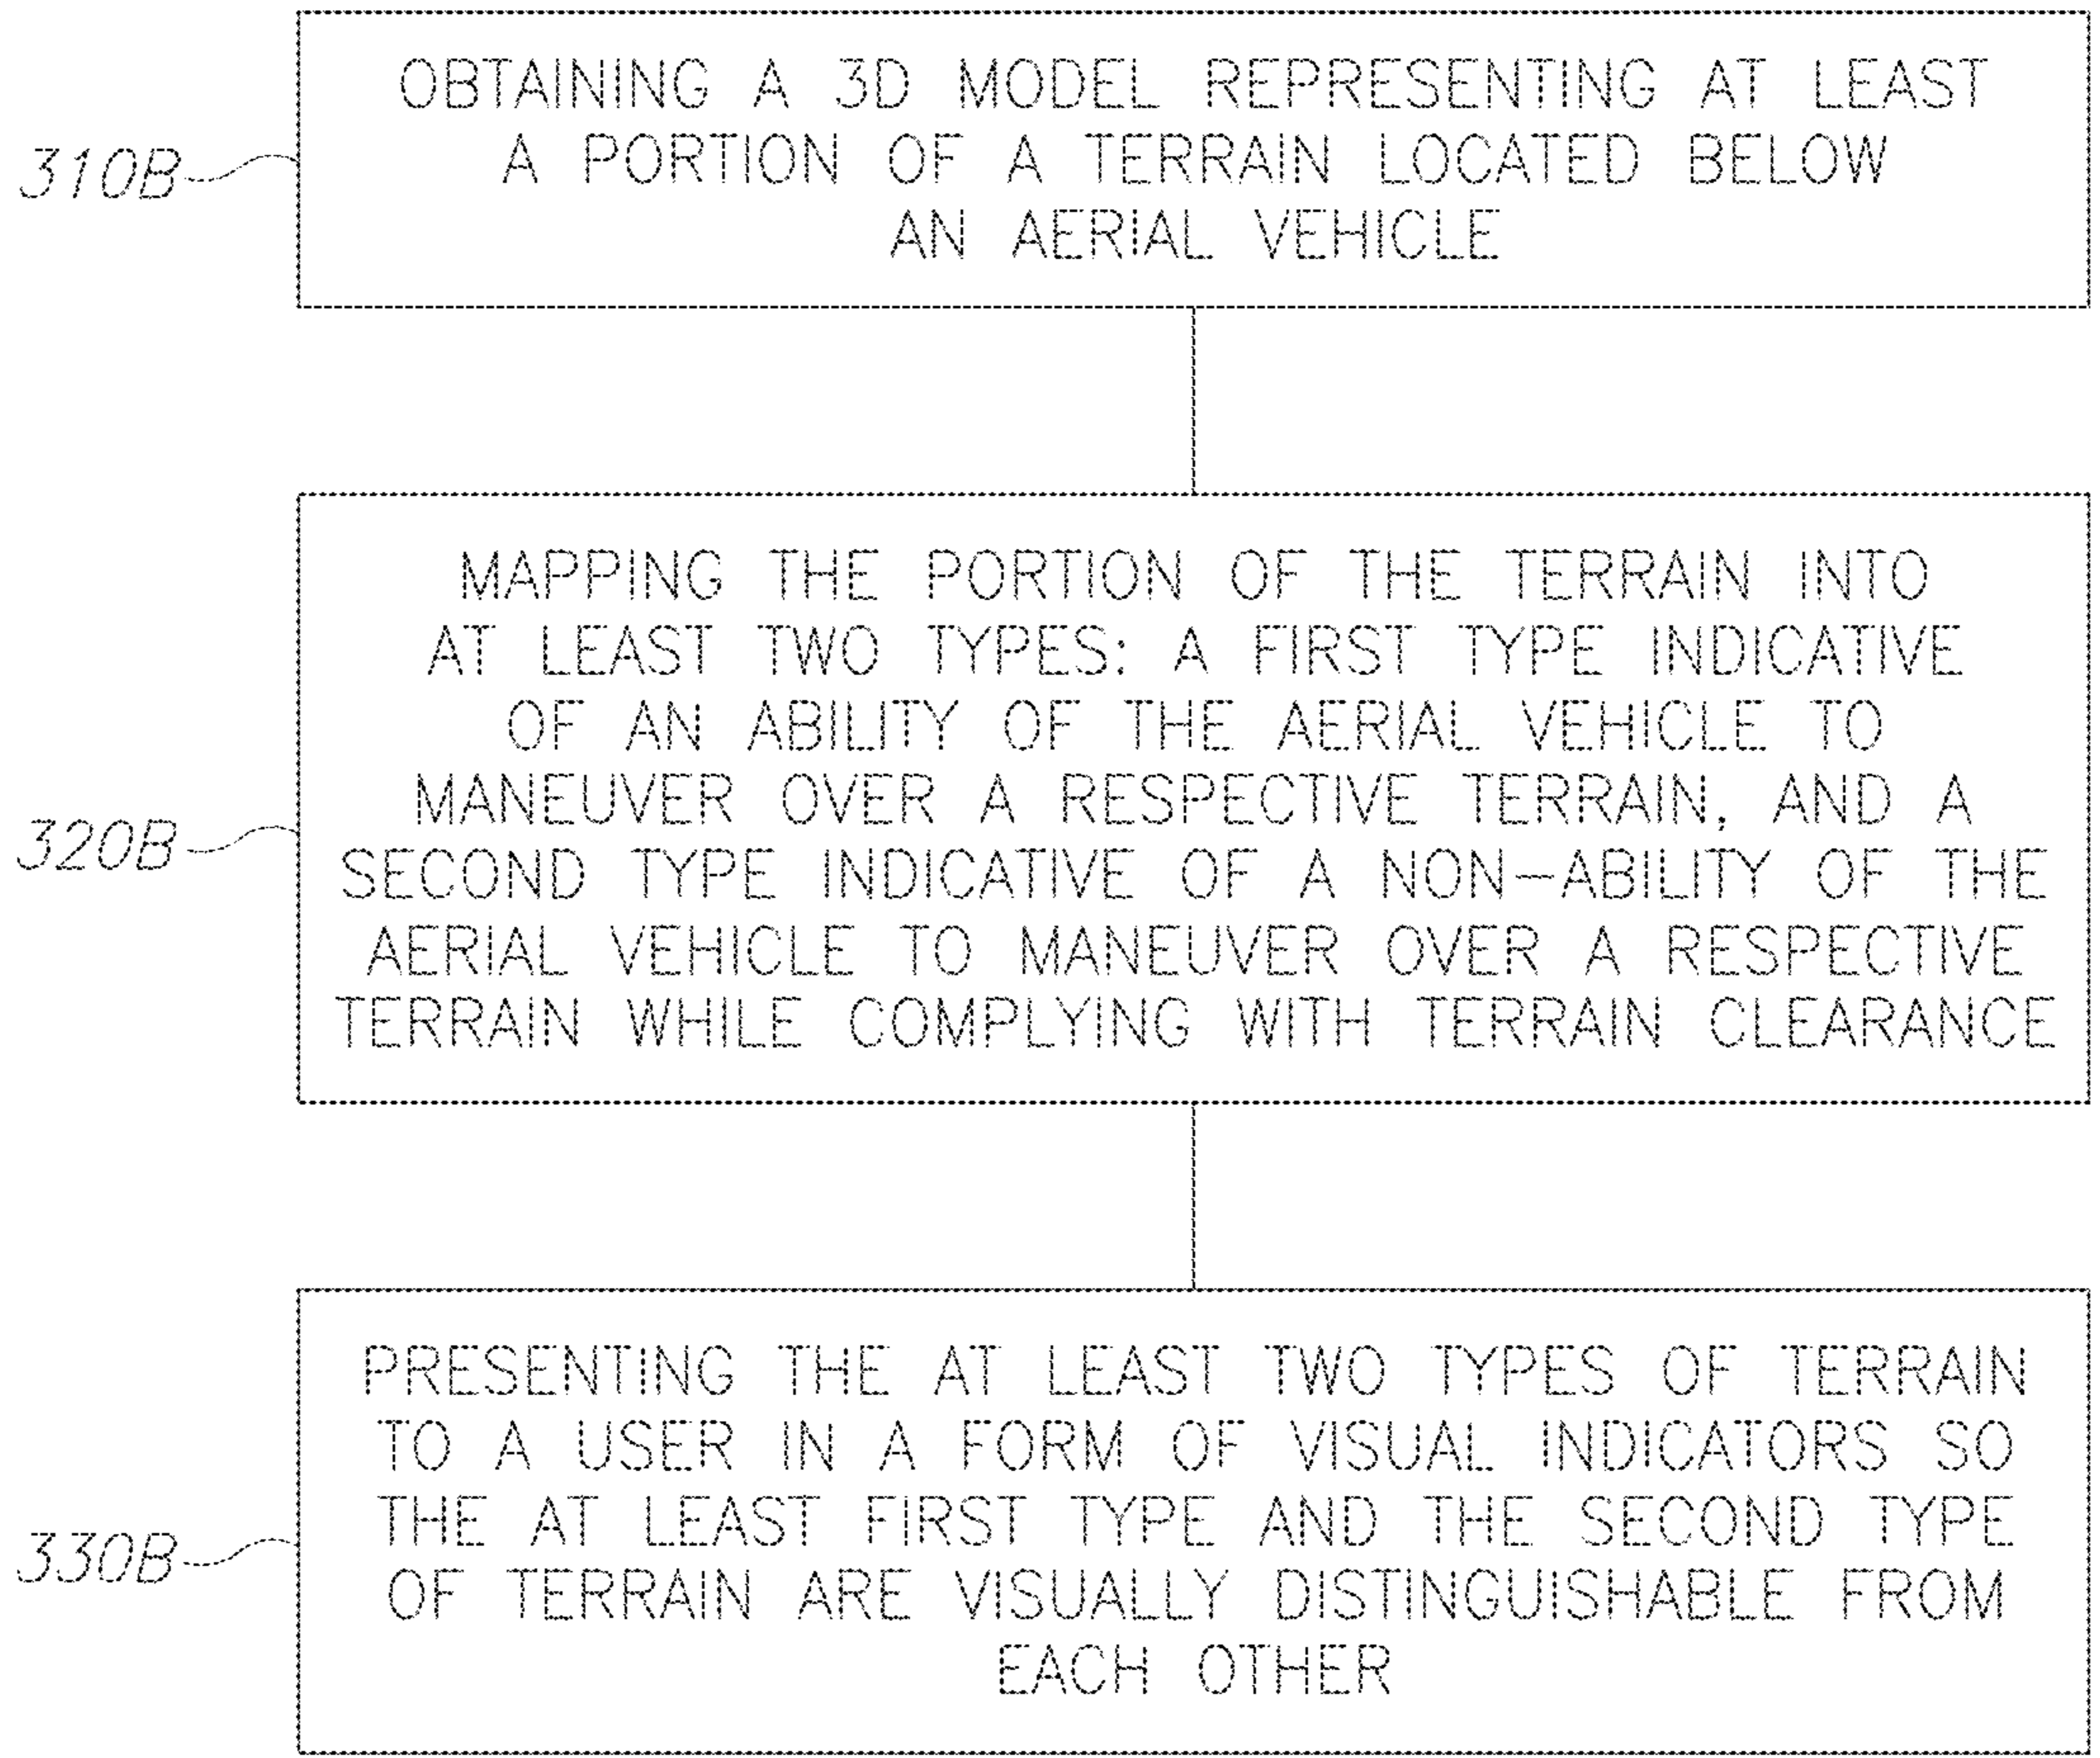 OBTAINING A 3D MODEL REPRESENTING AT LEAST
A PORTION OF A TERRAIN LOCATED BELOW
AN AERIAL VEHICLE
310B
MAPPING THE PORTION OF THE TERRAIN INTO
AT LEAST TWO TYPES: A FIRST TYPE INDICATIVE
OF AN ABILITY OF THE AERIAL VEHICLE TO
MANEUVER OVER A RESPECTIVE TERRAIN, AND A
SECOND TYPE INDICATIVE OF A NON-ABILITY OF THE
AERIAL VEHICLE TO MANEUVER OVER A RESPECTIVE
TERRAIN WHILE COMPLYING WITH TERRAIN CLEARANCE
320B
PRESENTING THE AT LEAST TWO TYPES OF TERRAIN
TO A USER IN A FORM OF VISUAL INDICATORS SO
THE AT LEAST FIRST TYPE AND THE SECOND TYPE
OF TERRAIN ARE VISUALLY DISTINGUISHABLE FROM
EACH OTHER
330B